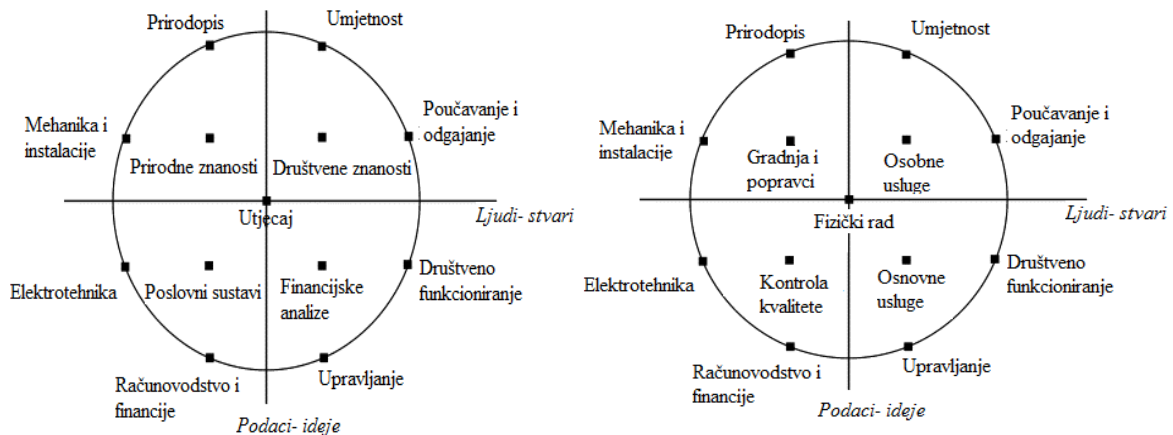 Prirodopis
Umjetnost
Mehanika i
instalacije
Poučavanje i
odgajanje
Prirodne znanosti
Društvene znanosti
Utjecaj
Ljudi- stvari
Elektrotehnika
Poslovni sustavi
Financijske
analize
Društveno
funkcioniranje
Računovodstvo i
financije
Upravljanje
Podaci- ideje
Prirodopis
Umjetnost
Mehanika i
instalacije
Poučavanje i
odgajanje
Gradnja i
popravci
Osobne
usluge
Fizički rad
Ljudi- stvari
Elektrotehnika
Kontrola
kvalitete
Osnovne
usluge
Društveno
funkcioniranje
Računovodstvo i
financije
Upravljanje
Podaci- ideje